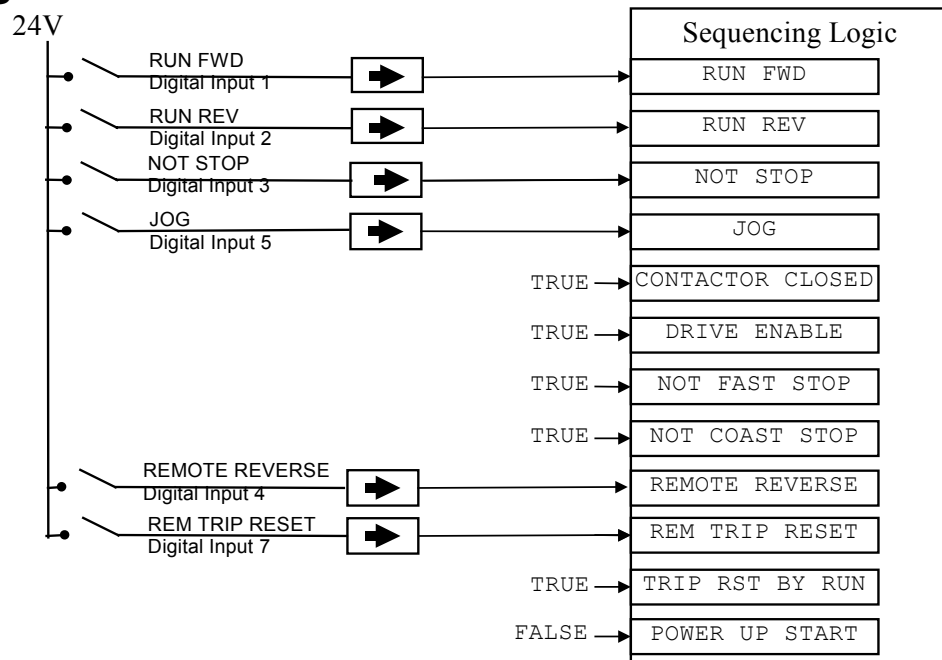 24V
Sequencing Logic
RUN FWD
Digital Input 1
RUN FWD
RUN REV
Digital Input 2
RUN REV
NOT STOP
Digital Input 3
NOT STOP
JOG
Digital Input 5
JOG
TRUE
CONTACTOR CLOSED
TRUE
DRIVE ENABLE
TRUE
NOT FAST STOP
TRUE
NOT COAST STOP
REMOTE REVERSE
Digital Input 4
REMOTE REVERSE
REM TRIP RESET
Digital Input 7
REM TRIP RESET
TRUE
TRIP RST BY RUN
FALSE
POWER UP START